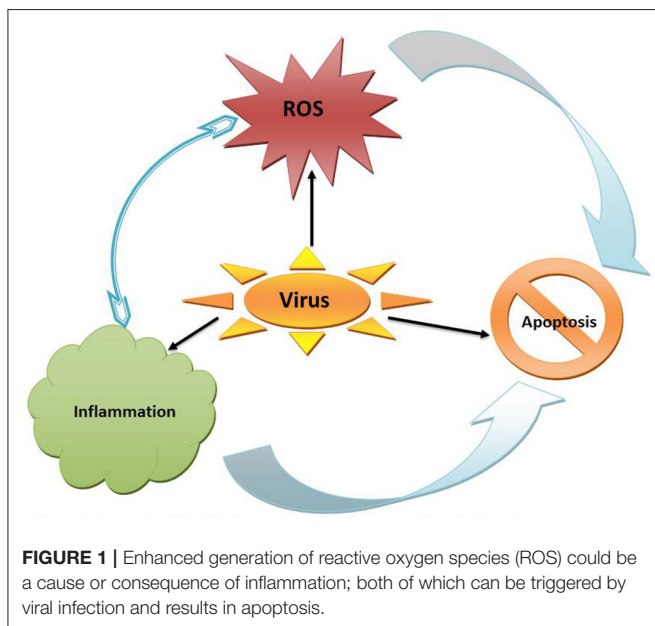 ROS
Virus
Apoptosis
Inflammation
FIGURE 1 | Enhanced generation of reactive oxygen species (ROS) could be
a cause or consequence of inflammation; both of which can be triggered by
viral infection and results in apoptosis.